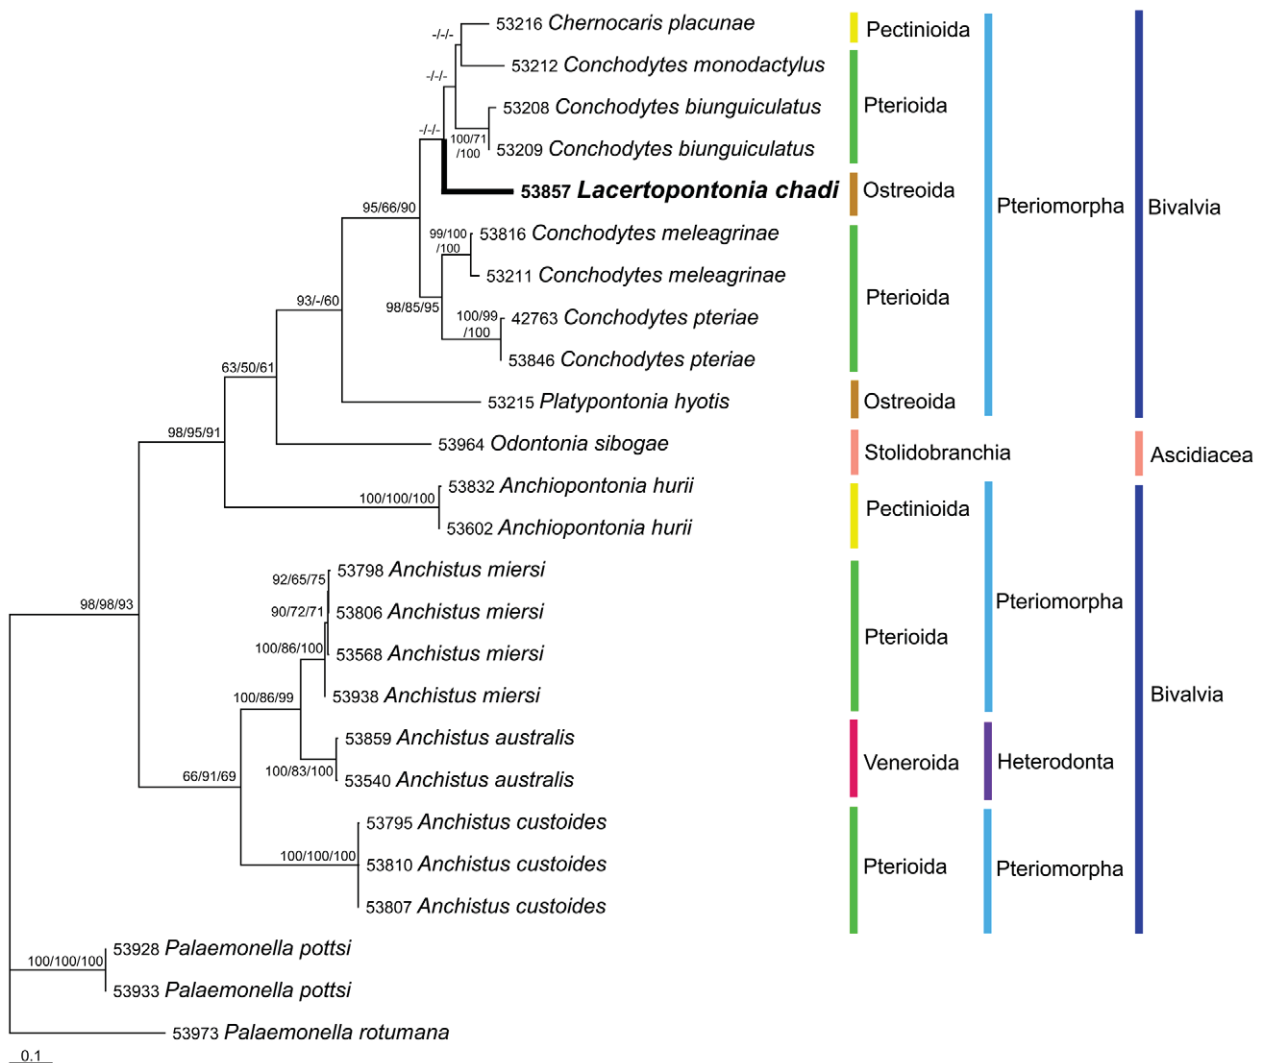 53216 Chernocaris placunae
-/-/-
Pectinioida
53212 Conchodytes monodactylus
-/-/-
53208 Conchodytes biunguiculatus
Pterioida
-/-/-
100/71
/100
53209 Conchodytes biunguiculatus
53857 Lacertopontonia chadi
Ostreoida
Pteriomorpha
Bivalvia
95/66/90
53816 Conchodytes meleagrinae
99/100
/100
53211 Conchodytes meleagrinae
Pterioida
93/-/60
98/85/95
42763 Conchodytes pteriae
100/99
/100
53846 Conchodytes pteriae
63/50/61
53215 Platypontonia hyotis
Ostreoida
98/95/91
53964 Odontonia sibogae
Stolidobranchia
Ascidiacea
53832 Anchiopontonia hurii
100/100/100
Pectinioida
53602 Anchiopontonia hurii
53798 Anchistus miersi
92/65/75
98/98/93
90/72/71
53806 Anchistus miersi
Pteriomorpha
Pterioida
100/86/100
53568 Anchistus miersi
100/86/99
53938 Anchistus miersi
Bivalvia
53859 Anchistus australis
Veneroida
Heterodonta
66/91/69
100/83/100
53540 Anchistus australis
53795 Anchistus custoides
100/100/100
53810 Anchistus custoides
Pterioida
Pteriomorpha
53807 Anchistus custoides
53928 Palaemonella pottsi
100/100/100
53933 Palaemonella pottsi
53973 Palaemonella rotumana
0.1